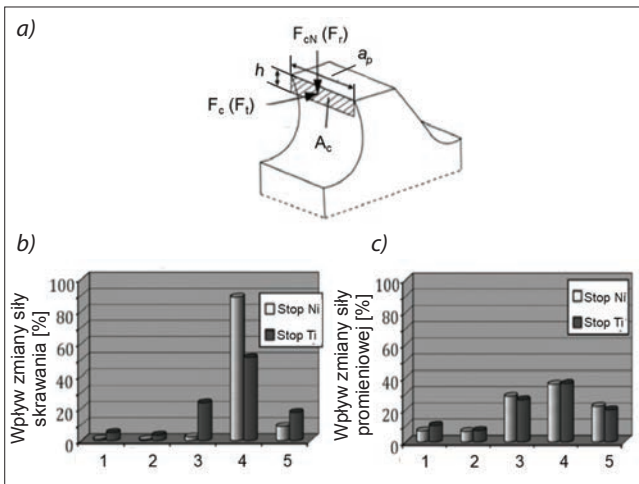 a)
F_cN (F_r)
a_p
h
F_c (F_t)
A_c
b)
Wpływ zmiany siły
skrawania [%]
100
80
60
40
20
0
Stop Ni
Stop Ti
1 2 3 4 5
c)
Wpływ zmiany siły
promieniowej [%]
100
80
60
40
20
0
Stop Ni
Stop Ti
1 2 3 4 5